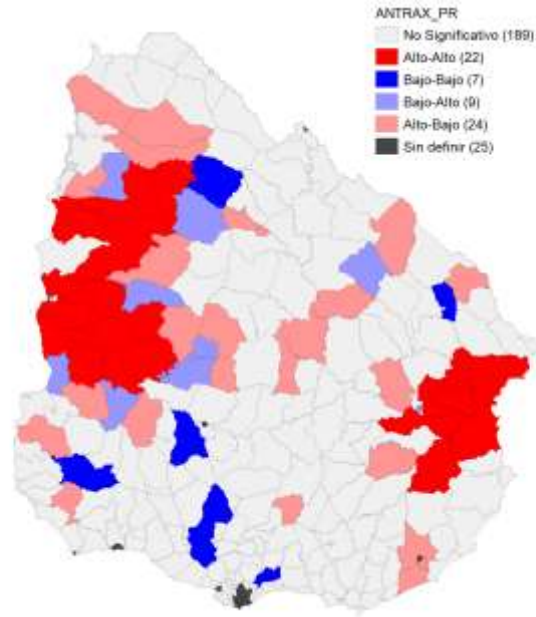 ANTRAX_PR
No Significativo (189)
Alto-Alto (22)
Bajo-Bajo (7)
Bajo-Alto (9)
Alto-Bajo (24)
Sin definir (25)